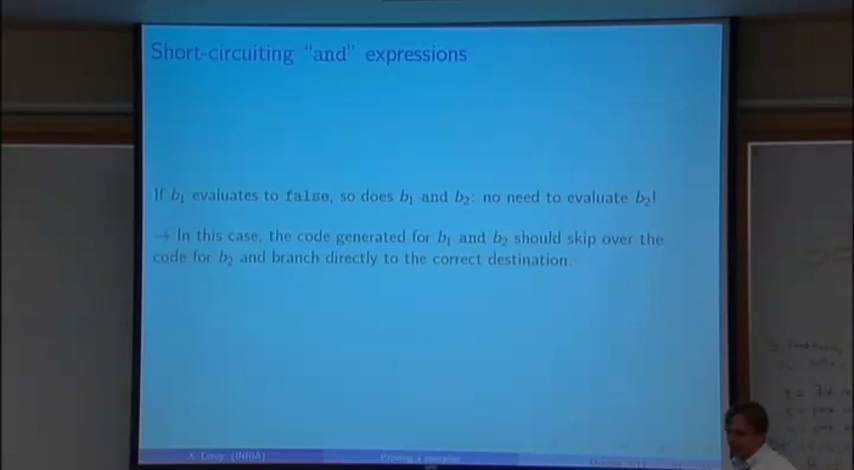 Short-circuiting “and” expressions
If b₁ evaluates to false, so does b₁ and b₂: no need to evaluate b₂!
→ In this case, the code generated for b₁ and b₂ should skip over the
code for b₂ and branch directly to the correct destination.
X. Leroy (INRIA)
Proving a compiler